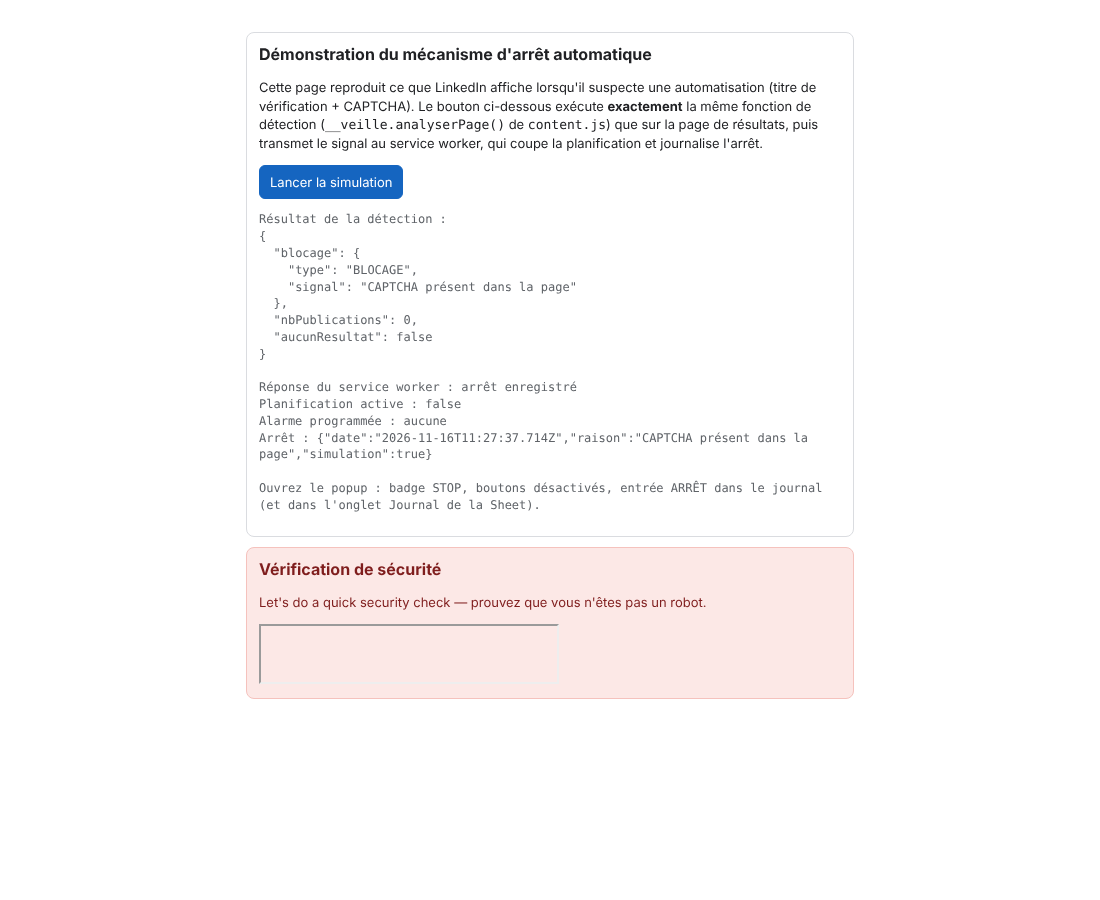 Démonstration du mécanisme d'arrêt automatique
Cette page reproduit ce que LinkedIn affiche lorsqu'il suspecte une automatisation (titre de
vérification + CAPTCHA). Le bouton ci-dessous exécute exactement la même fonction de
détection (__veille.analyserPage() de content.js) que sur la page de résultats, puis
transmet le signal au service worker, qui coupe la planification et journalise l'arrêt.
Lancer la simulation
Résultat de la détection :
{
  "blocage": {
    "type": "BLOCAGE",
    "signal": "CAPTCHA présent dans la page"
  },
  "nbPublications": 0,
  "aucunResultat": false
}
Réponse du service worker : arrêt enregistré
Planification active : false
Alarme programmée : aucune
Arrêt : {"date":"2026-11-16T11:27:37.714Z","raison":"CAPTCHA présent dans la
page","simulation":true}
Ouvrez le popup : badge STOP, boutons désactivés, entrée ARRÊT dans le journal
(et dans l'onglet Journal de la Sheet).
Vérification de sécurité
Let's do a quick security check — prouvez que vous n'êtes pas un robot.